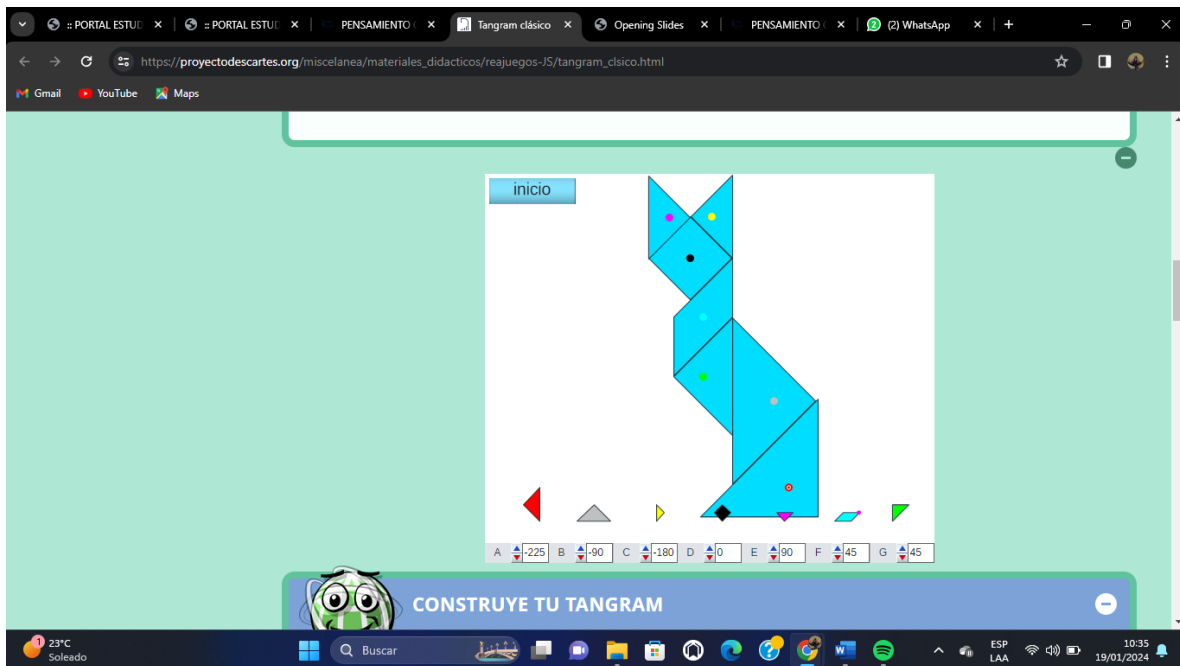 :: PORTAL ESTUD
:: PORTAL ESTUD
PENSAMIENTO
Tangram clásico
Opening Slides
PENSAMIENTO
(2) WhatsApp
https://proyectodescartes.org/miscelanea/materiales_didacticos/reajuegos-JS/tangram_clsico.html
Gmail YouTube Maps
inicio
A -225 B -90 C -180 D 0 E 90 F 45 G 45
CONSTRUYE TU TANGRAM
1
23°C
Soleado
Buscar
ESP
LAA
10:35
19/01/2024